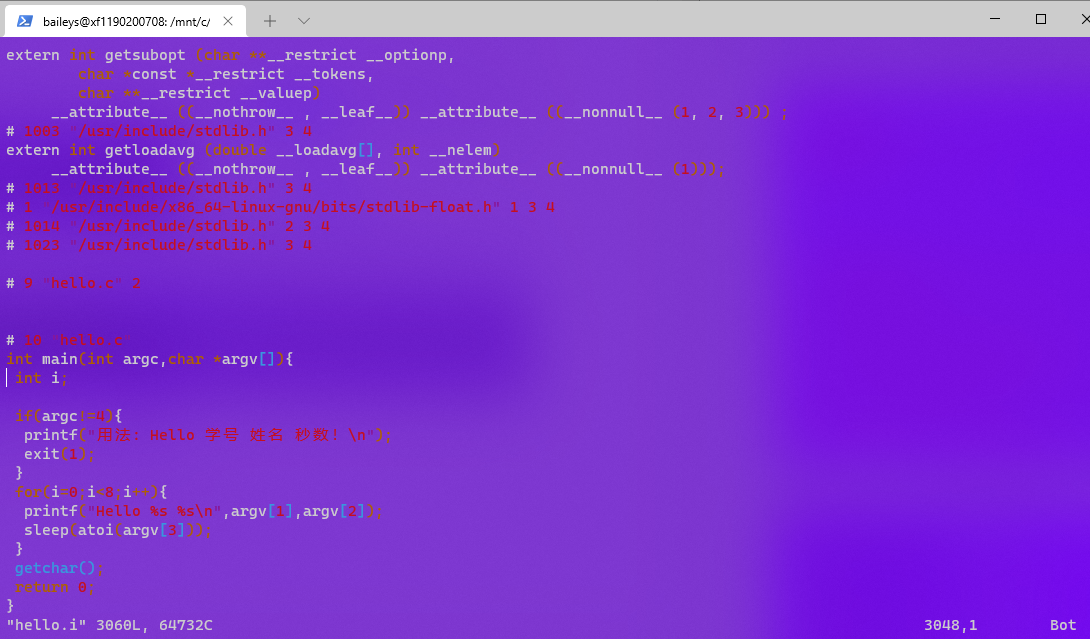 baileys@xf1190200708: /mnt/c/
extern int getsubopt (char **__restrict __optionp,
        char *const *__restrict __tokens,
        char **__restrict __valuep)
     __attribute__ ((__nothrow__ , __leaf__)) __attribute__ ((__nonnull__ (1, 2, 3))) ;
# 1003 "/usr/include/stdlib.h" 3 4
extern int getloadavg (double __loadavg[], int __nelem)
     __attribute__ ((__nothrow__ , __leaf__)) __attribute__ ((__nonnull__ (1)));
# 1013 "/usr/include/stdlib.h" 3 4
# 1 "/usr/include/x86_64-linux-gnu/bits/stdlib-float.h" 1 3 4
# 1014 "/usr/include/stdlib.h" 2 3 4
# 1023 "/usr/include/stdlib.h" 3 4
# 9 "hello.c" 2
# 10 "hello.c"
int main(int argc,char *argv[]){
 int i;
 if(argc!=4){
  printf("用法: Hello 学号 姓名 秒数! \n");
  exit(1);
 }
 for(i=0;i<8;i++){
  printf("Hello %s %s\n",argv[1],argv[2]);
  sleep(atoi(argv[3]));
 }
 getchar();
 return 0;
}
"hello.i" 3060L, 64732C 3048,1 Bot